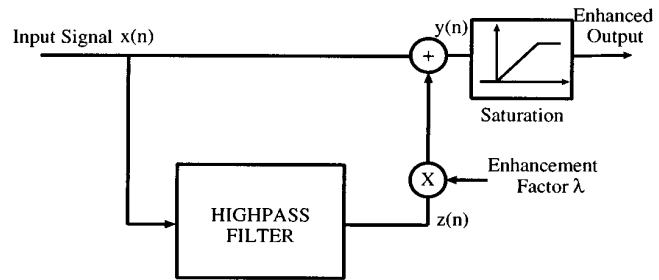 Input Signal x(n)
y(n)
Enhanced
Output
+
Saturation
X
Enhancement
Factor λ
HIGHPASS
FILTER
z(n)